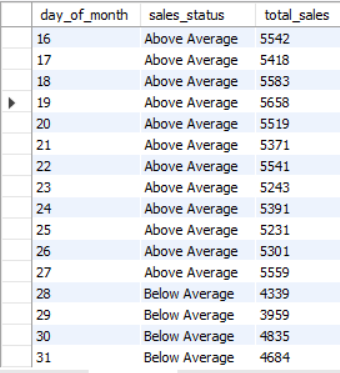 day_of_month sales_status total_sales
16 Above Average 5542
17 Above Average 5418
18 Above Average 5583
19 Above Average 5658
20 Above Average 5519
21 Above Average 5371
22 Above Average 5541
23 Above Average 5243
24 Above Average 5391
25 Above Average 5231
26 Above Average 5301
27 Above Average 5559
28 Below Average 4339
29 Below Average 3959
30 Below Average 4835
31 Below Average 4684